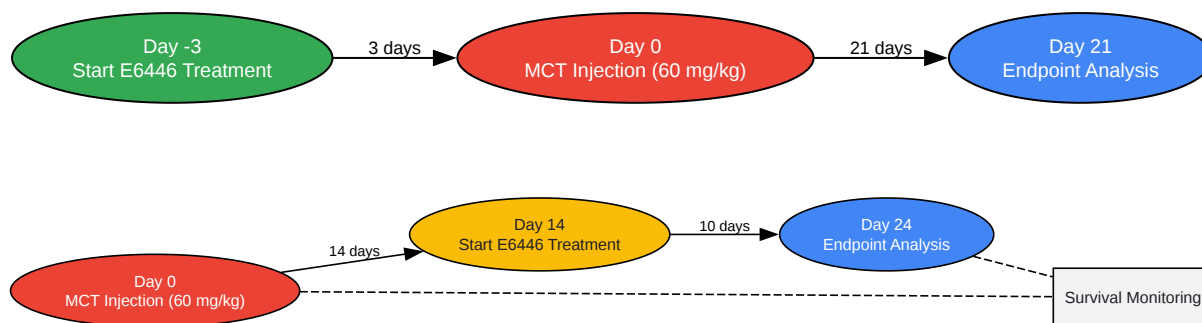 Day -3
Start E6446 Treatment
3 days
Day 0
MCT Injection (60 mg/kg)
21 days
Day 21
Endpoint Analysis
Day 0
MCT Injection (60 mg/kg)
14 days
Day 14
Start E6446 Treatment
10 days
Day 24
Endpoint Analysis
Survival Monitoring